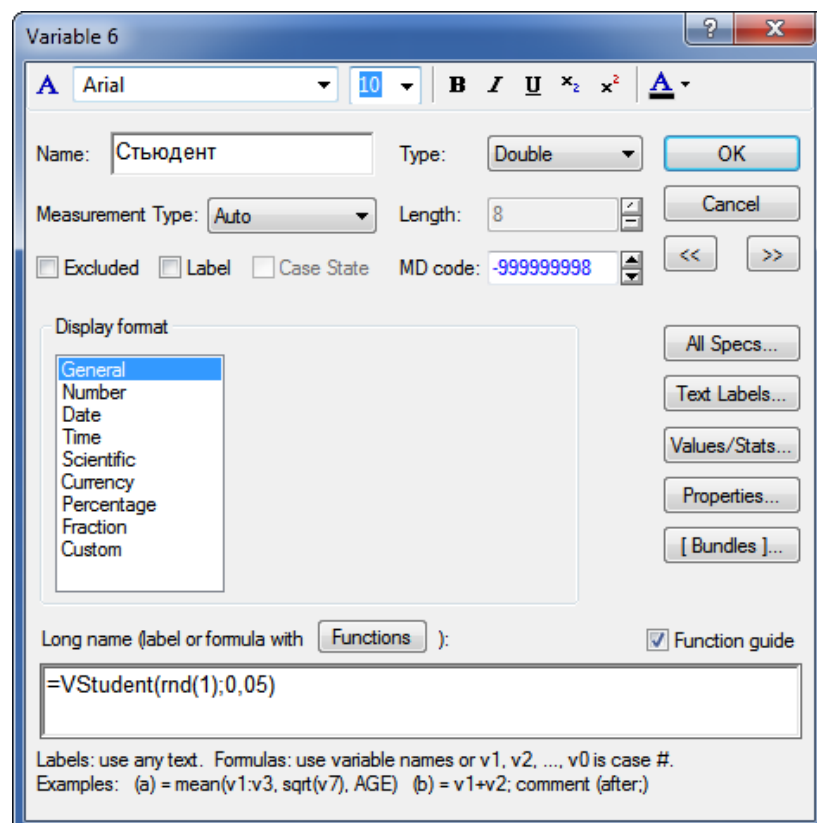 Variable 6
A Arial 10 B I U x₂ x² A
Name: Стьюдент Type: Double OK
Measurement Type: Auto Length: 8 Cancel
Excluded Label Case State MD code: -999999998 << >>
Display format
General
Number
Date
Time
Scientific
Currency
Percentage
Fraction
Custom
All Specs...
Text Labels...
Values/Stats...
Properties...
[ Bundles ]...
Long name (label or formula with Functions ): Function guide
=VStudent(rnd(1);0,05)
Labels: use any text. Formulas: use variable names or v1, v2, ..., v0 is case #.
Examples: (a) = mean(v1:v3, sqrt(v7), AGE) (b) = v1+v2; comment (after;)